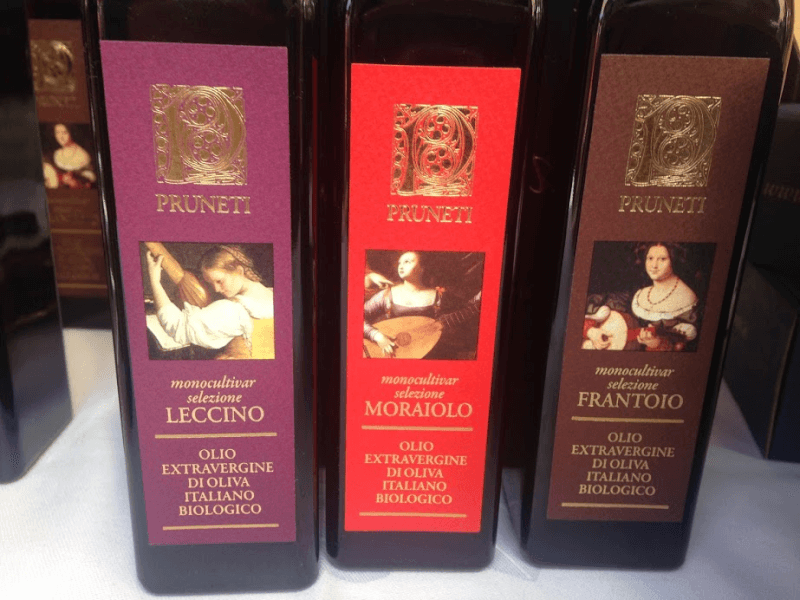 P
PRUNETI
monocultivar
selezione
LECCINO
OLIO
EXTRAVERGINE
DI OLIVA
ITALIANO
BIOLOGICO
P
PRUNETI
monocultivar
selezione
MORAIOLO
OLIO
EXTRAVERGINE
DI OLIVA
ITALIANO
BIOLOGICO
P
PRUNETI
monocultivar
selezione
FRANTOIO
OLIO
EXTRAVERGINE
DI OLIVA
ITALIANO
BIOLOGICO